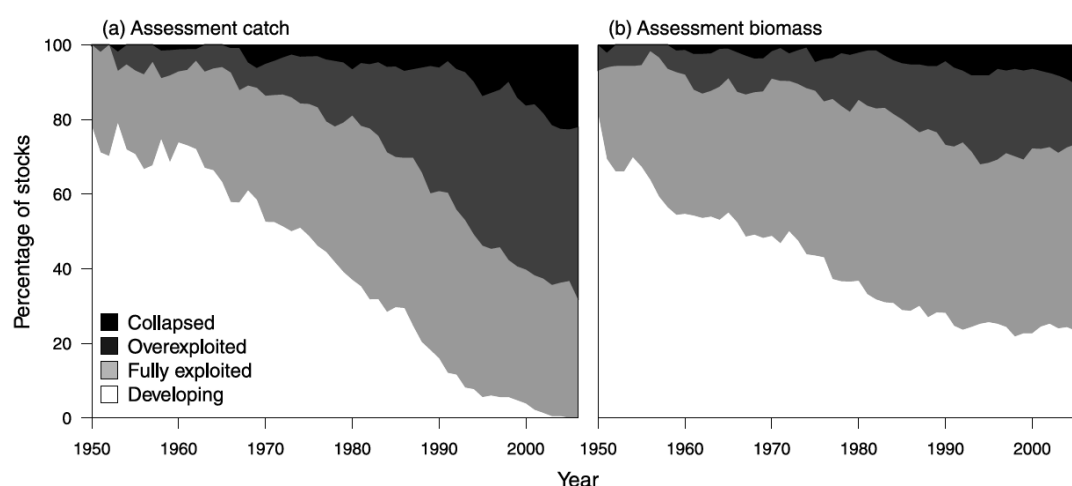 (a) Assessment catch
(b) Assessment biomass
Percentage of stocks
100
80
60
40
20
0
Collapsed
Overexploited
Fully exploited
Developing
1950 1960 1970 1980 1990 2000
1950 1960 1970 1980 1990 2000
Year